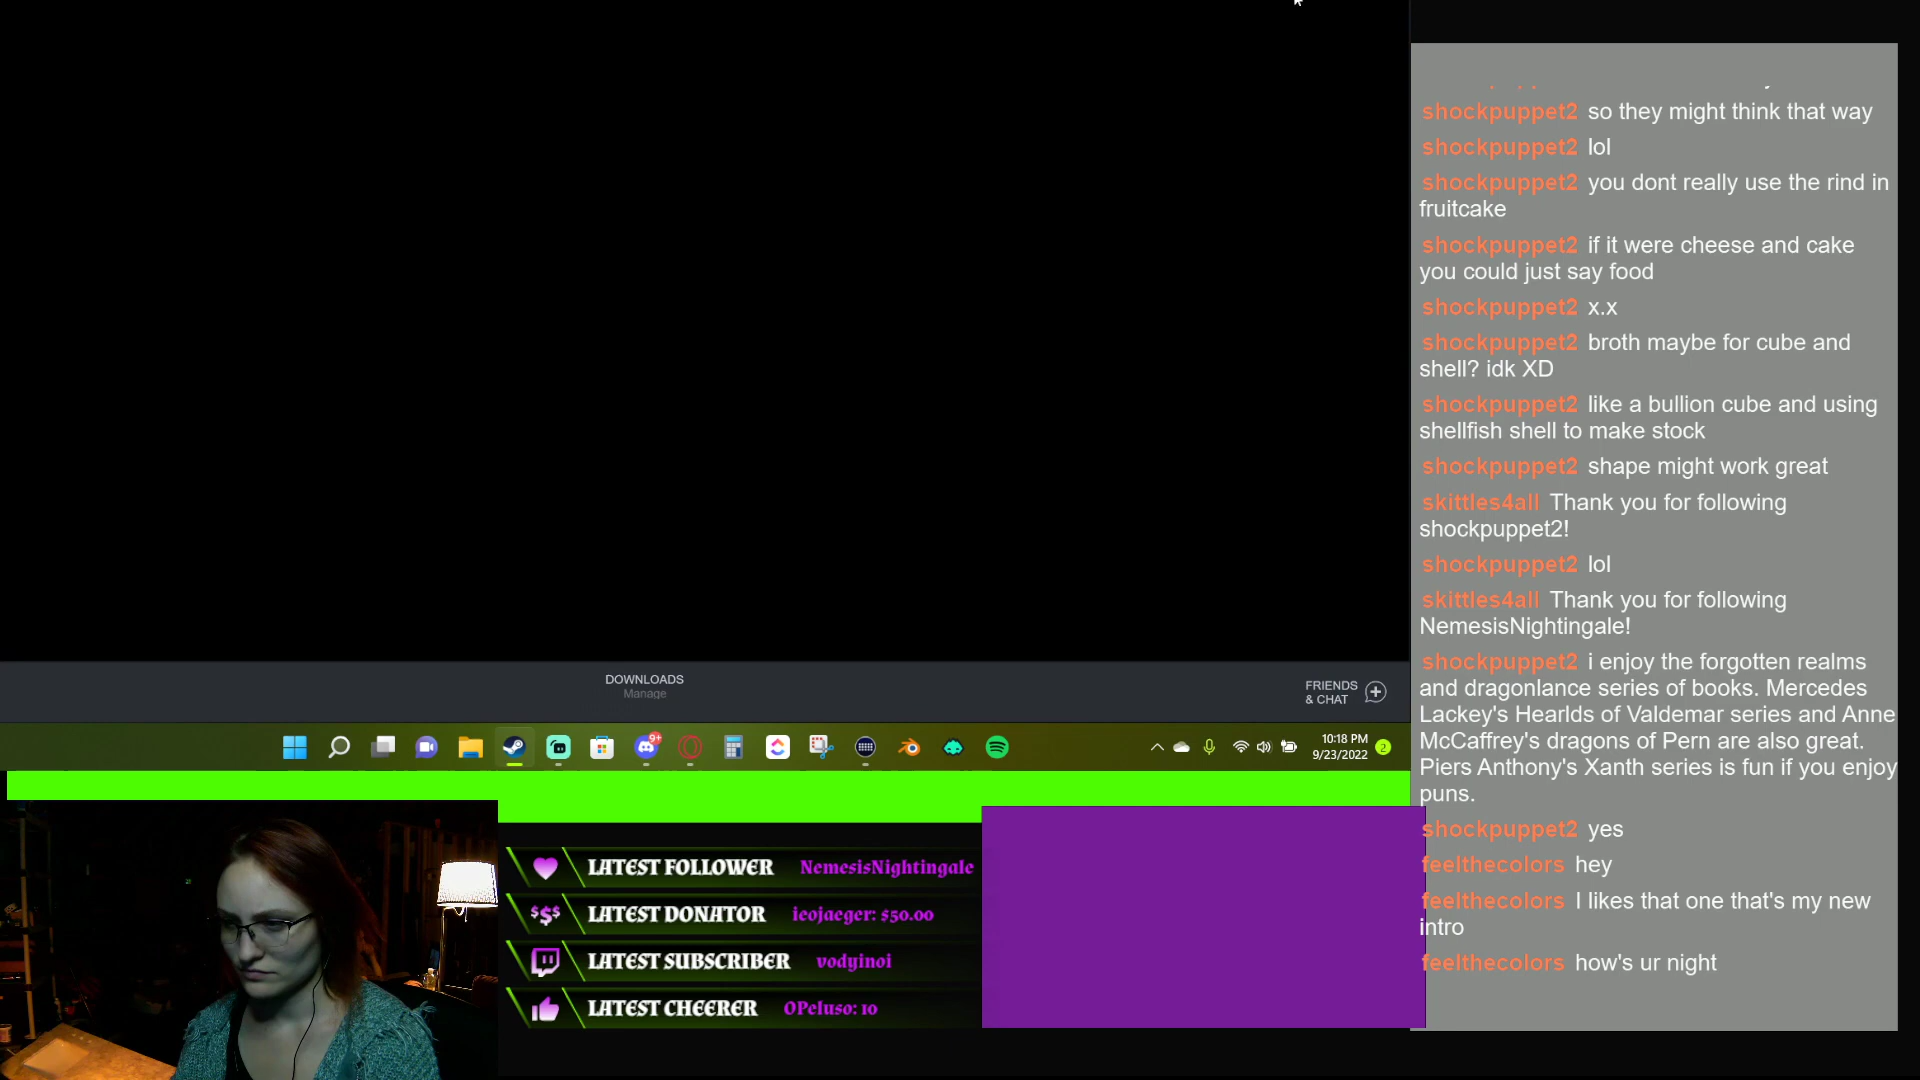 shockpuppet2 so they might think that way
shockpuppet2 lol
shockpuppet2 you dont really use the rind in
fruitcake
shockpuppet2 if it were cheese and cake
you could just say food
shockpuppet2 x.x
shockpuppet2 broth maybe for cube and
shell? idk XD
shockpuppet2 like a bullion cube and using
shellfish shell to make stock
shockpuppet2 shape might work great
skittles4all Thank you for following
shockpuppet2!
shockpuppet2 lol
skittles4all Thank you for following
NemesisNightingale!
shockpuppet2 i enjoy the forgotten realms
and dragonlance series of books. Mercedes
Lackey's Hearlds of Valdemar series and Anne
McCaffrey's dragons of Pern are also great.
Piers Anthony's Xanth series is fun if you enjoy
puns.
shockpuppet2 yes
feelthecolors hey
feelthecolors I likes that one that's my new
intro
feelthecolors how's ur night
DOWNLOADS
Manage
FRIENDS
& CHAT
9+
10:18 PM
9/23/2022
2
LATEST FOLLOWER NemesisNightingale
$$$ LATEST DONATOR icojaeger: $50.00
LATEST SUBSCRIBER vodyinoi
LATEST CHEERER OPeluso: 10